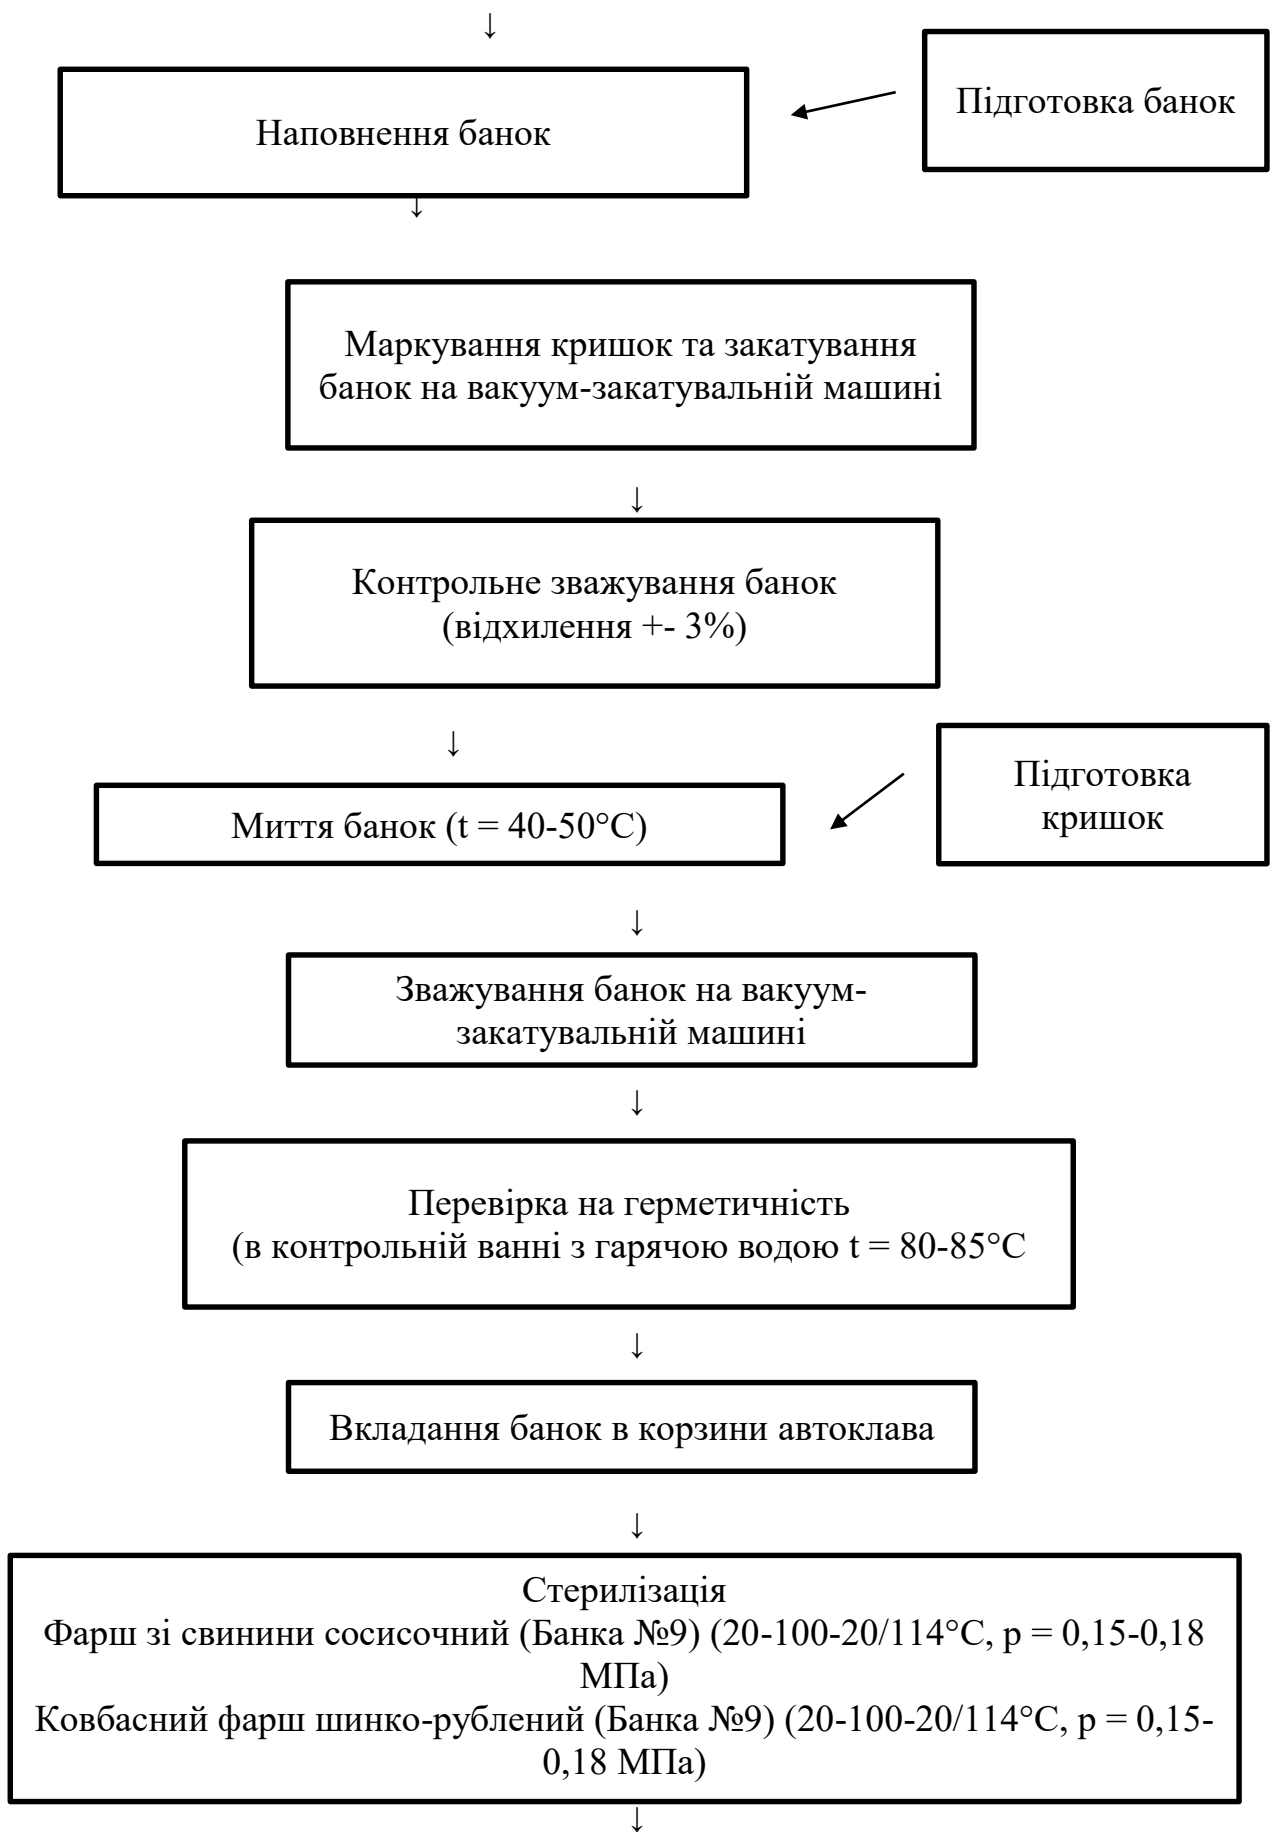 ↓
Наповнення банок
Підготовка банок
↓
Маркування кришок та закатування
банок на вакуум-закатувальній машині
↓
Контрольне зважування банок
(відхилення +- 3%)
↓
Миття банок (t = 40-50°C)
Підготовка
кришок
↓
Зважування банок на вакуум-
закатувальній машині
↓
Перевірка на герметичність
(в контрольній ванні з гарячою водою t = 80-85°C
↓
Вкладання банок в корзини автоклава
↓
Стерилізація
Фарш зі свинини сосисочний (Банка №9) (20-100-20/114°C, p = 0,15-0,18
МПа)
Ковбасний фарш шинко-рублений (Банка №9) (20-100-20/114°C, p = 0,15-
0,18 МПа)
↓